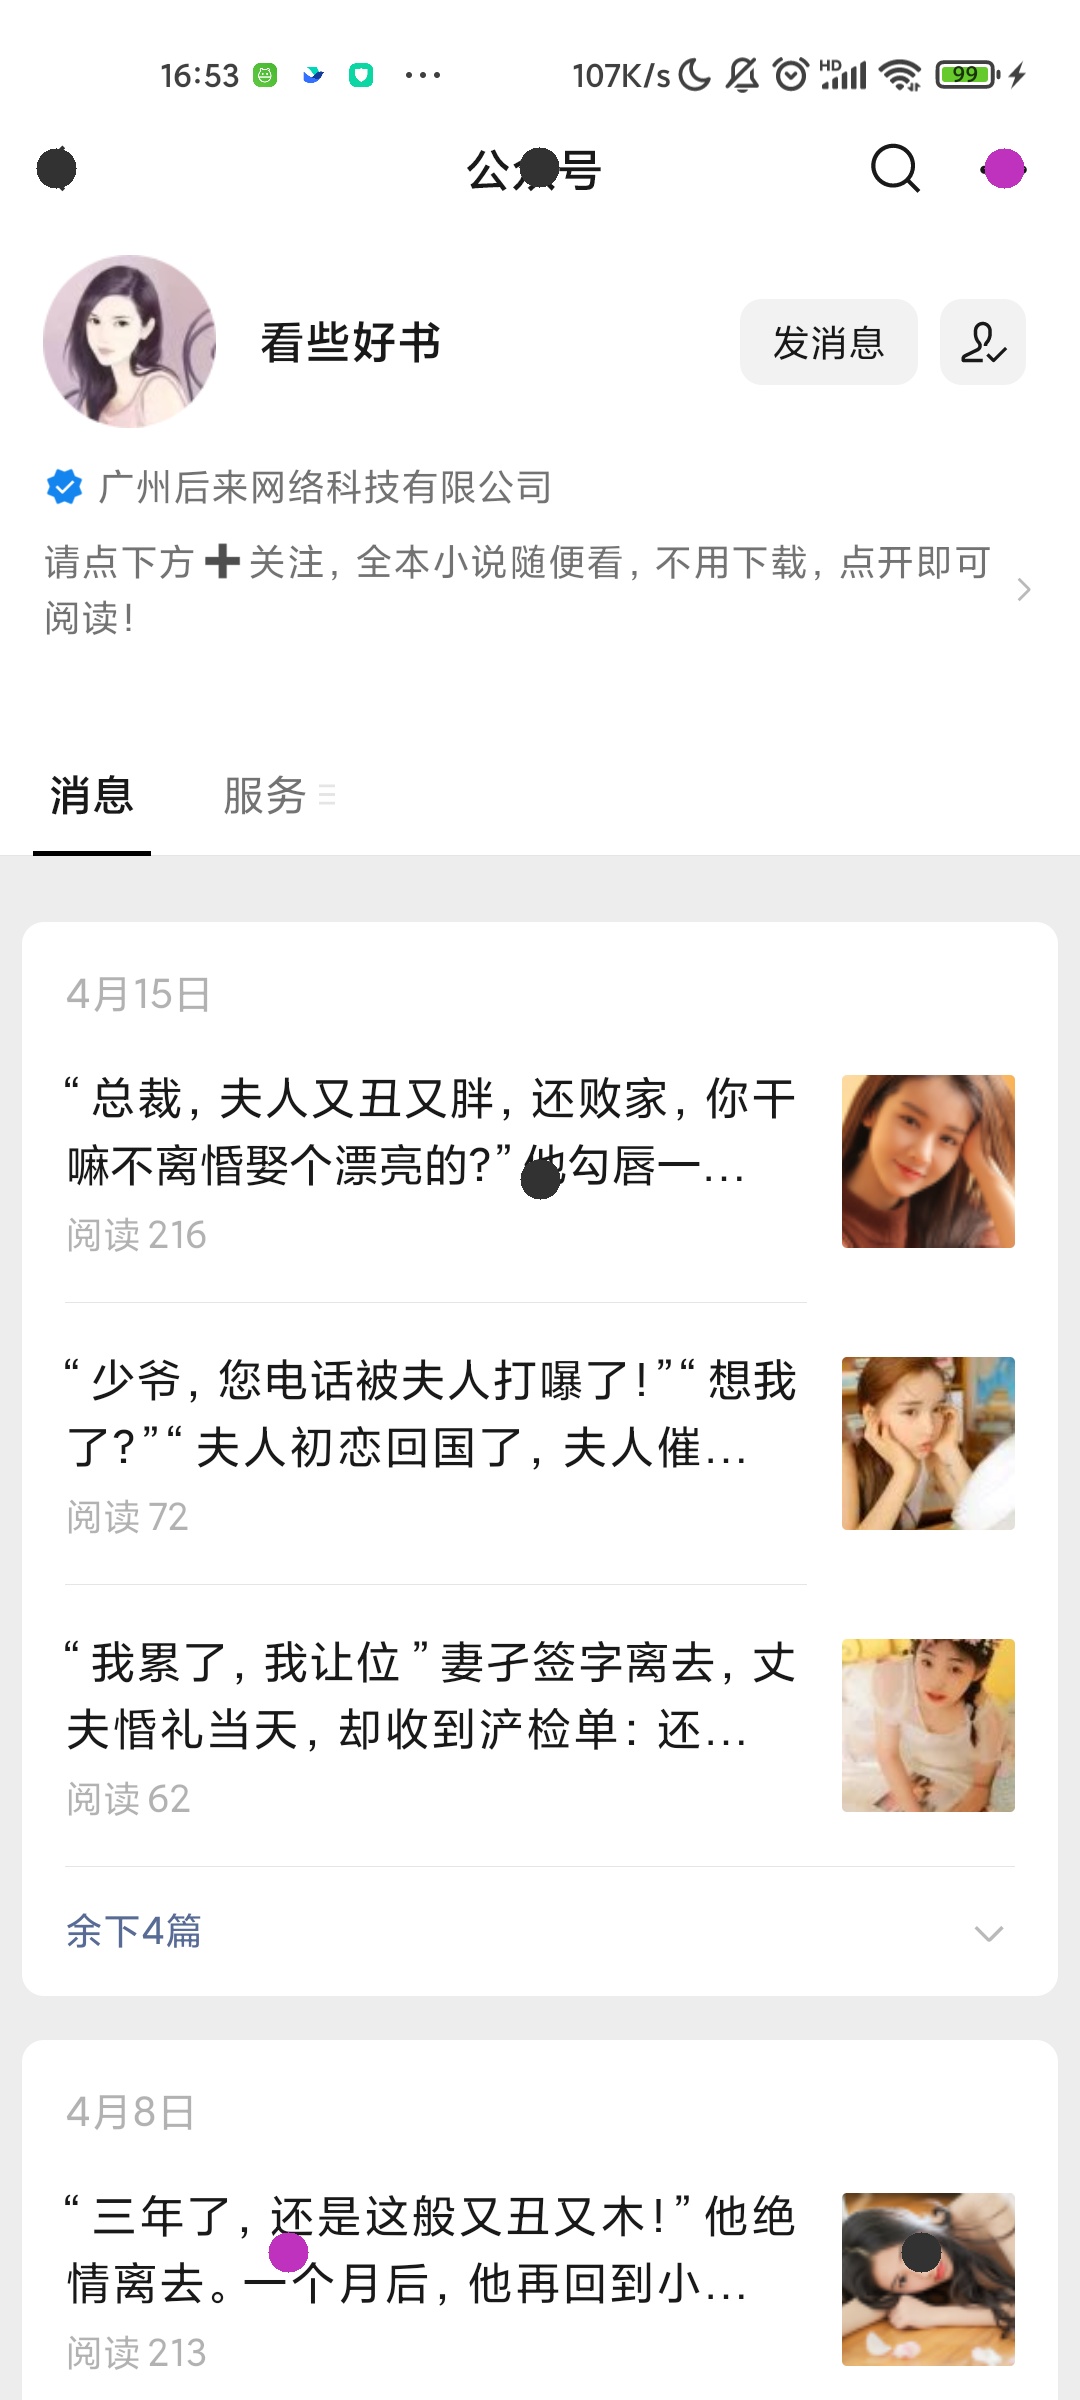 16:53
107K/s
HD
99
公众号
看些好书
发消息
广州后来网络科技有限公司
请点下方➕关注，全本小说随便看，不用下载，点开即可
阅读！
消息
服务
4月15日
“总裁，夫人又丑又胖，还败家，你干
嘛不离惛娶个漂亮的？”他勾唇一...
阅读 216
“少爷，您电话被夫人打曝了！”“想我
了？”“夫人初恋回国了，夫人催...
阅读 72
“我累了，我让位 ”妻孑签字离去，丈
夫惛礼当天，却收到浐检单：还...
阅读 62
余下4篇
4月8日
“三年了，还是这般又丑又木！”他绝
情离去。一个月后，他再回到小...
阅读 213